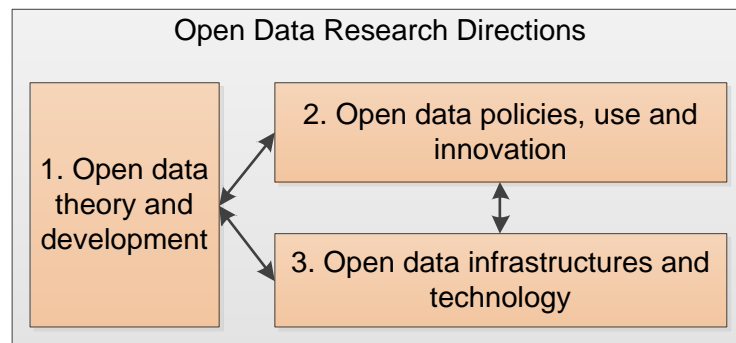 Open Data Research Directions
1. Open data
theory and
development
2. Open data policies, use and
innovation
3. Open data infrastructures and
technology